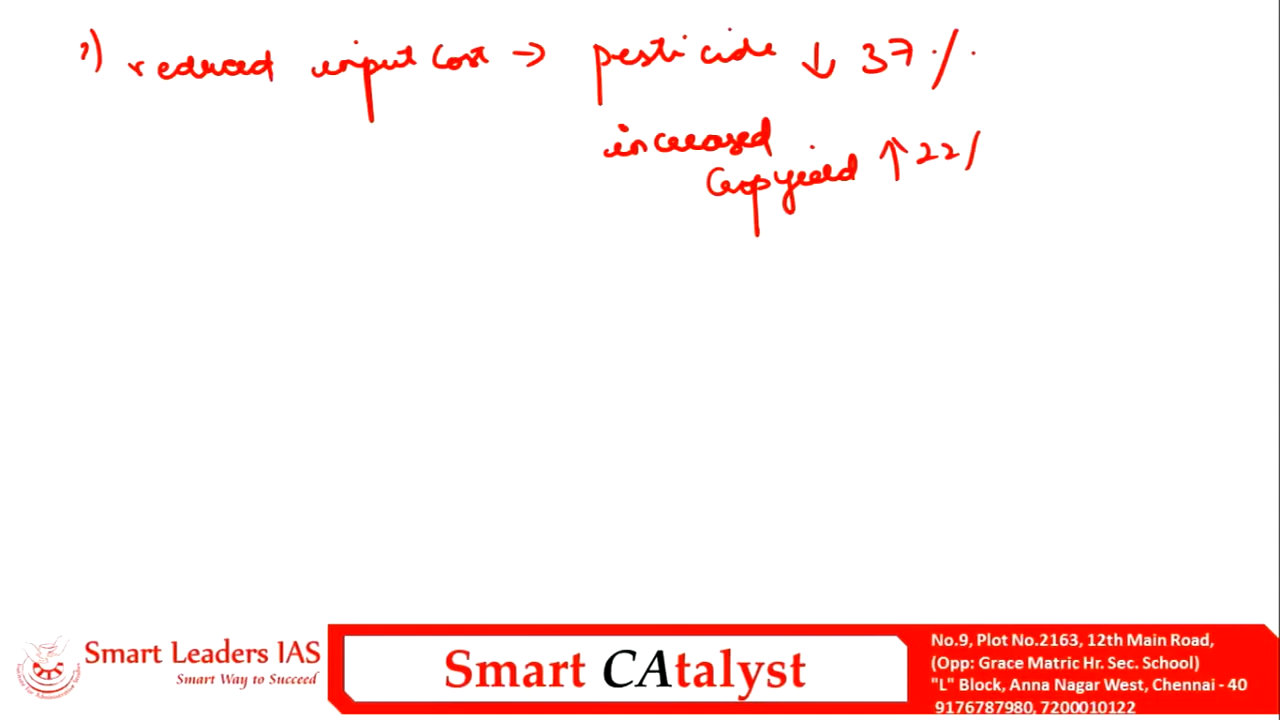 1) reduced input cost → pesticide ↓ 37%
increased
Crop yield ↑ 22%
Smart Leaders IAS
Smart Way to Succeed
Smart CAtalyst
No.9, Plot No.2163, 12th Main Road,
(Opp: Grace Matric Hr. Sec. School)
"L" Block, Anna Nagar West, Chennai - 40
9176787980, 7200010122